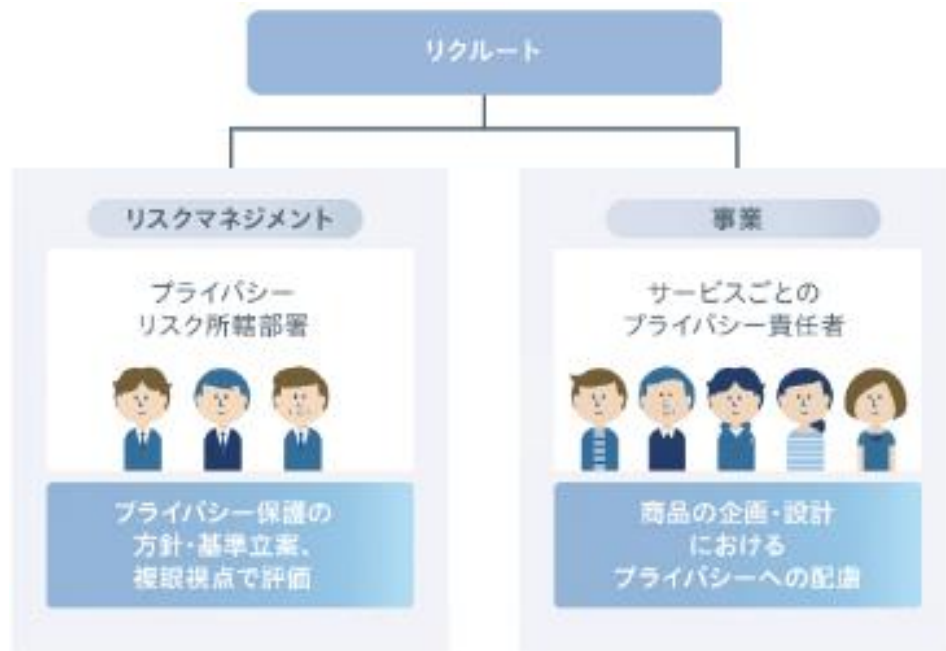 リクルート
リスクマネジメント
プライバシー
リスク所轄部署
プライバシー保護の
方針・基準立案、
複眼視点で評価
事業
サービスごとの
プライバシー責任者
商品の企画・設計
における
プライバシーへの配慮